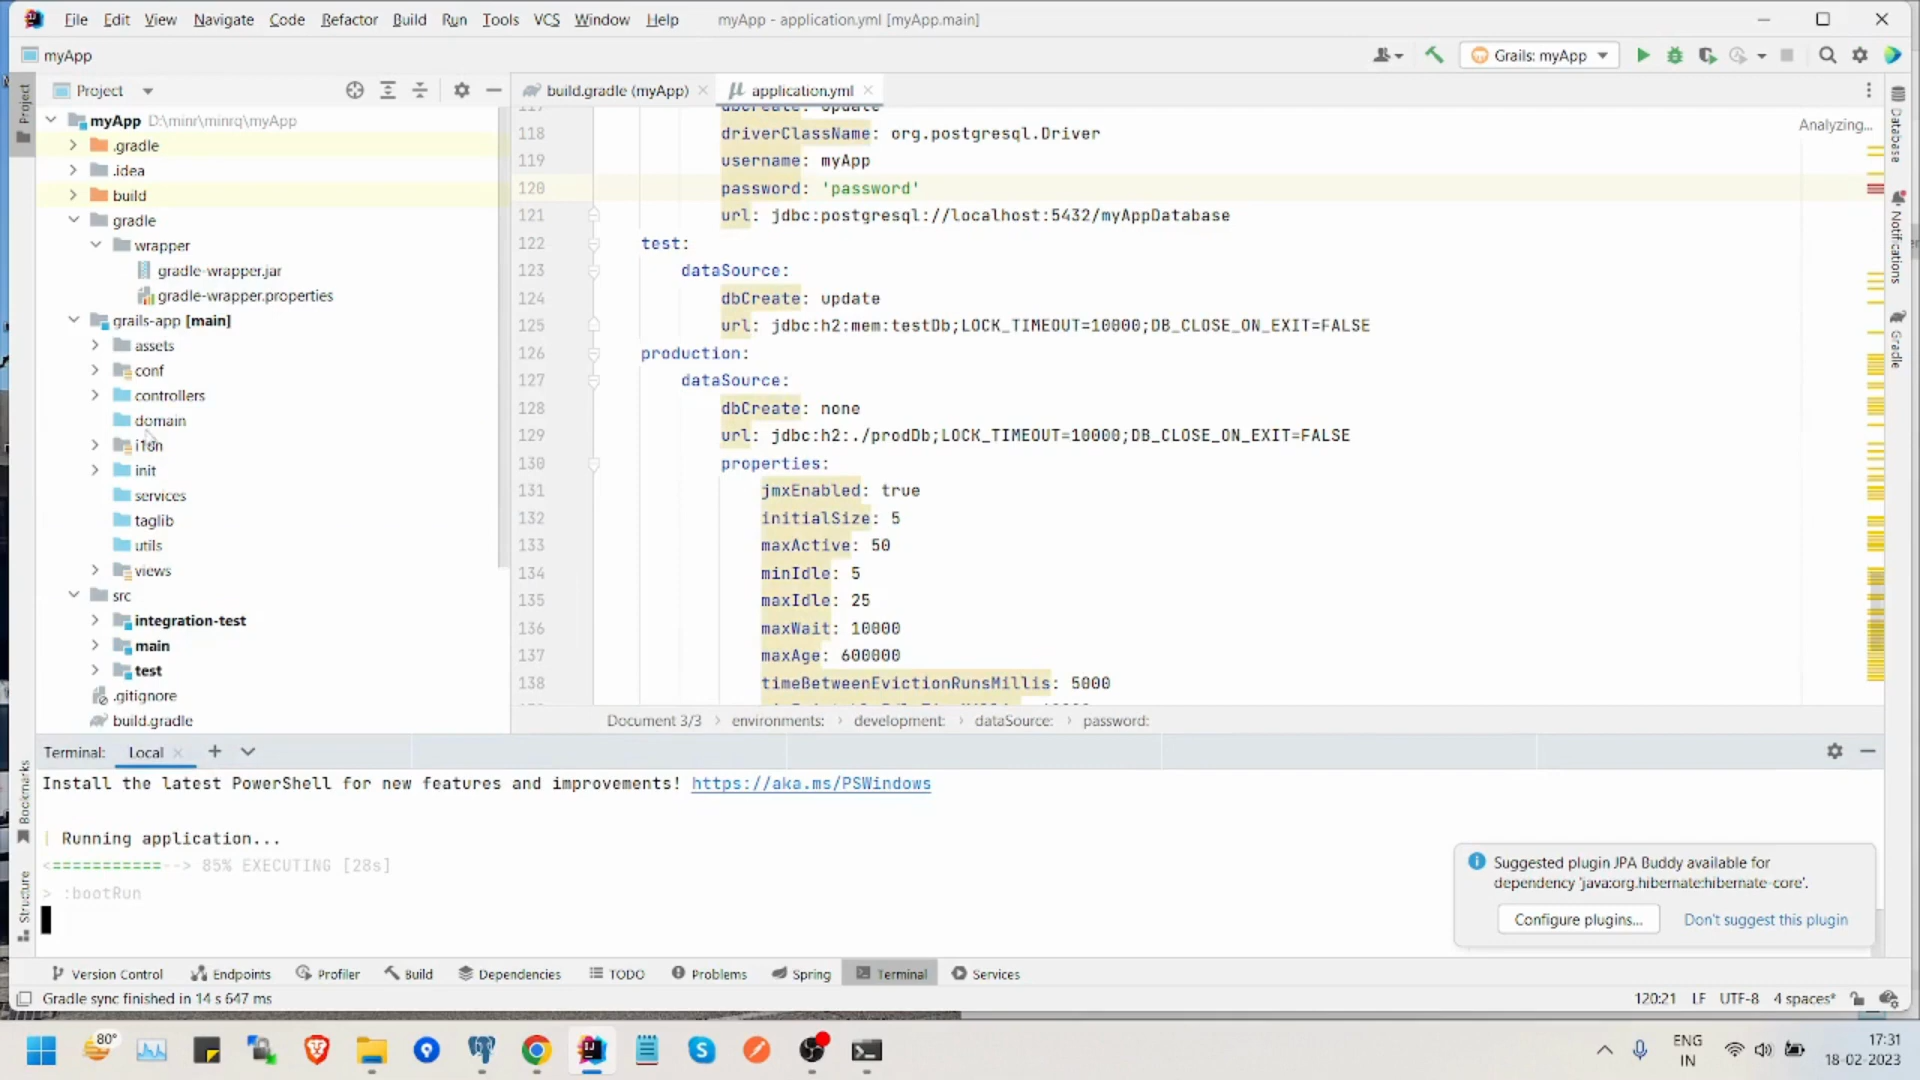 File Edit View Navigate Code Refactor Build Run Tools VCS Window Help myApp - application.yml [myApp.main]
myApp
Grails: myApp
Project
build.gradle (myApp)
application.yml
Project
Analyzing...
Database
Notifications
Gradle
myApp D:\minr\minrq\myApp
.gradle
.idea
build
gradle
wrapper
gradle-wrapper.jar
gradle-wrapper.properties
grails-app [main]
assets
conf
controllers
domain
i18n
init
services
taglib
utils
views
src
integration-test
main
test
.gitignore
build.gradle
117 dbCreate: update
118 driverClassName: org.postgresql.Driver
119 username: myApp
120 password: 'password'
121 url: jdbc:postgresql://localhost:5432/myAppDatabase
122 test:
123 dataSource:
124 dbCreate: update
125 url: jdbc:h2:mem:testDb;LOCK_TIMEOUT=10000;DB_CLOSE_ON_EXIT=FALSE
126 production:
127 dataSource:
128 dbCreate: none
129 url: jdbc:h2:./prodDb;LOCK_TIMEOUT=10000;DB_CLOSE_ON_EXIT=FALSE
130 properties:
131 jmxEnabled: true
132 initialSize: 5
133 maxActive: 50
134 minIdle: 5
135 maxIdle: 25
136 maxWait: 10000
137 maxAge: 600000
138 timeBetweenEvictionRunsMillis: 5000
Document 3/3 › environments: › development: › dataSource: › password:
Terminal: Local
Install the latest PowerShell for new features and improvements! https://aka.ms/PSWindows
| Running application...
<===========--> 85% EXECUTING [28s]
> :bootRun
Bookmarks
Structure
Suggested plugin JPA Buddy available for
dependency 'java:org.hibernate:hibernate-core'.
Configure plugins... Don't suggest this plugin
Version Control Endpoints Profiler Build Dependencies TODO Problems Spring Terminal Services
Gradle sync finished in 14 s 647 ms
120:21 LF UTF-8 4 spaces*
80°
ENG
IN
17:31
18-02-2023